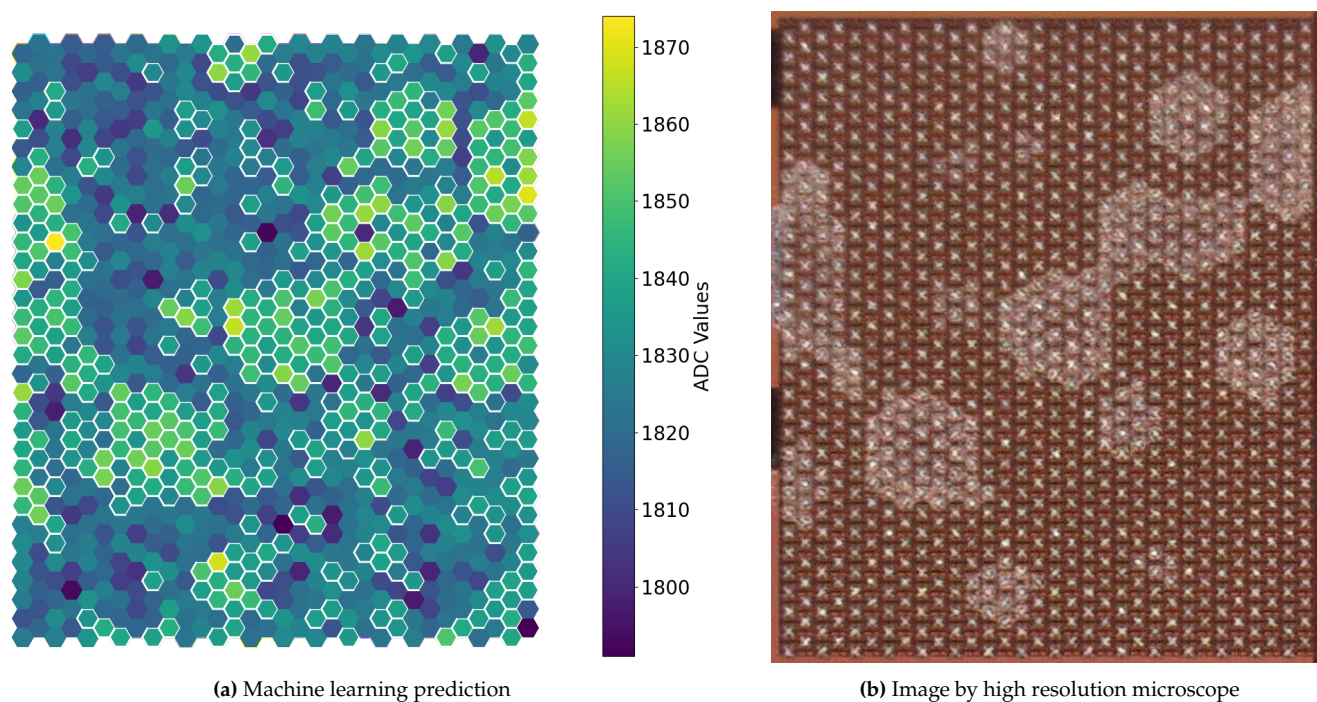 1870
1860
1850
1840
1830
1820
1810
1800
ADC Values
(a) Machine learning prediction
(b) Image by high resolution microscope